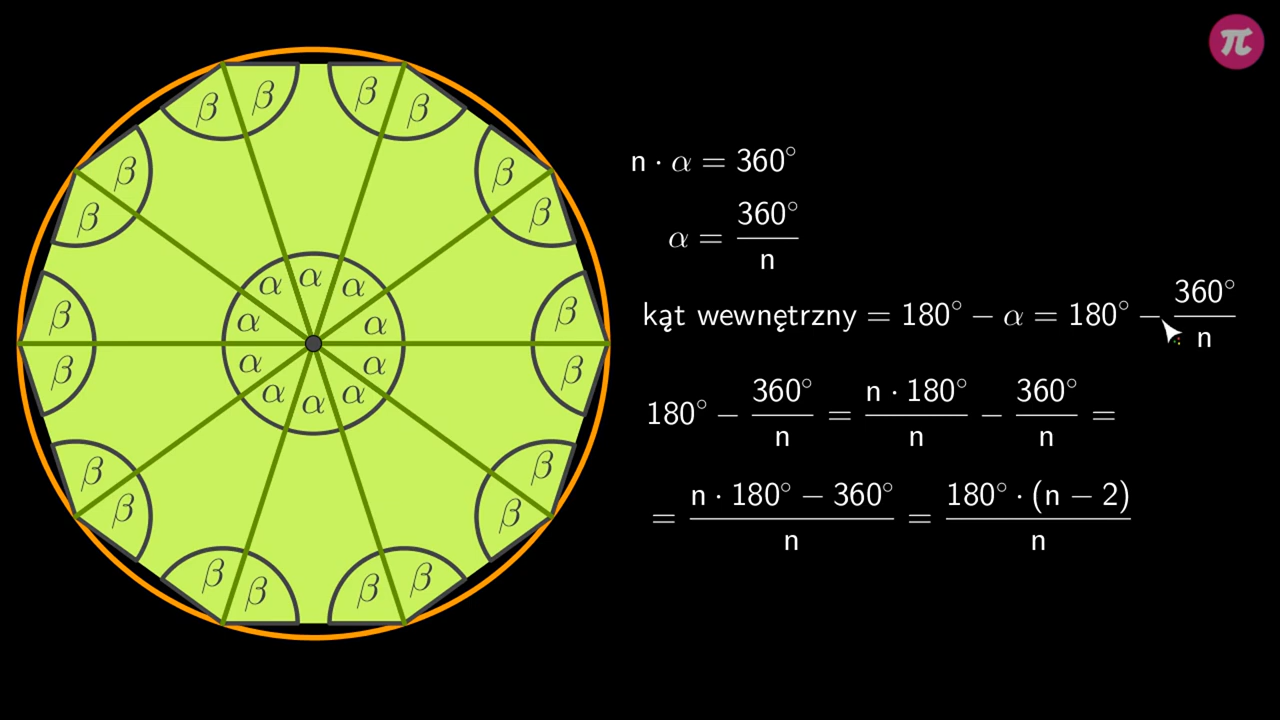 π
β β β β
β β β β
β β β β
β β β β
β β β β
α α α α α α α α α α
n · α = 360°
α = 360° / n
kąt wewnętrzny = 180° − α = 180° − 360° / n
180° − 360° / n = n · 180° / n − 360° / n =
= n · 180° − 360° / n = 180° · (n − 2) / n